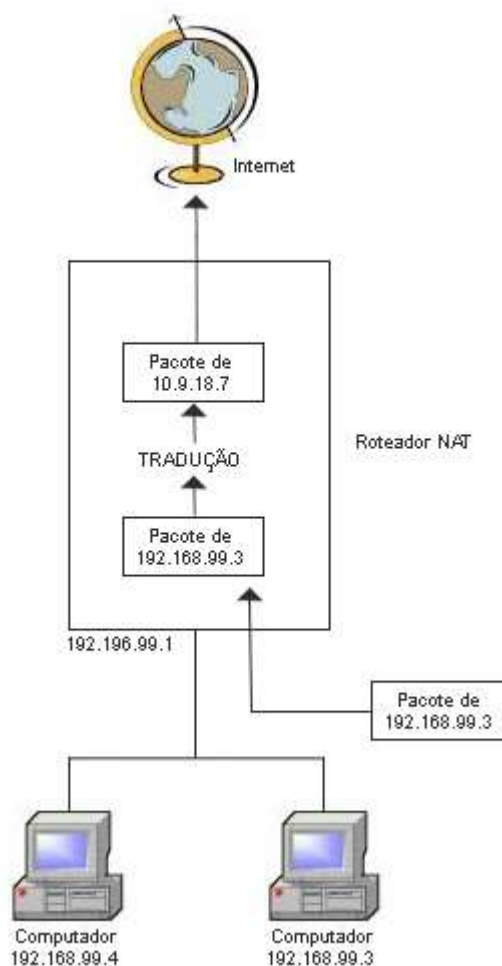 Internet
Pacote de
10.9.18.7
Roteador NAT
TRADUÇÃO
Pacote de
192.168.99.3
192.196.99.1
Pacote de
192.168.99.3
Computador
192.168.99.4
Computador
192.168.99.3